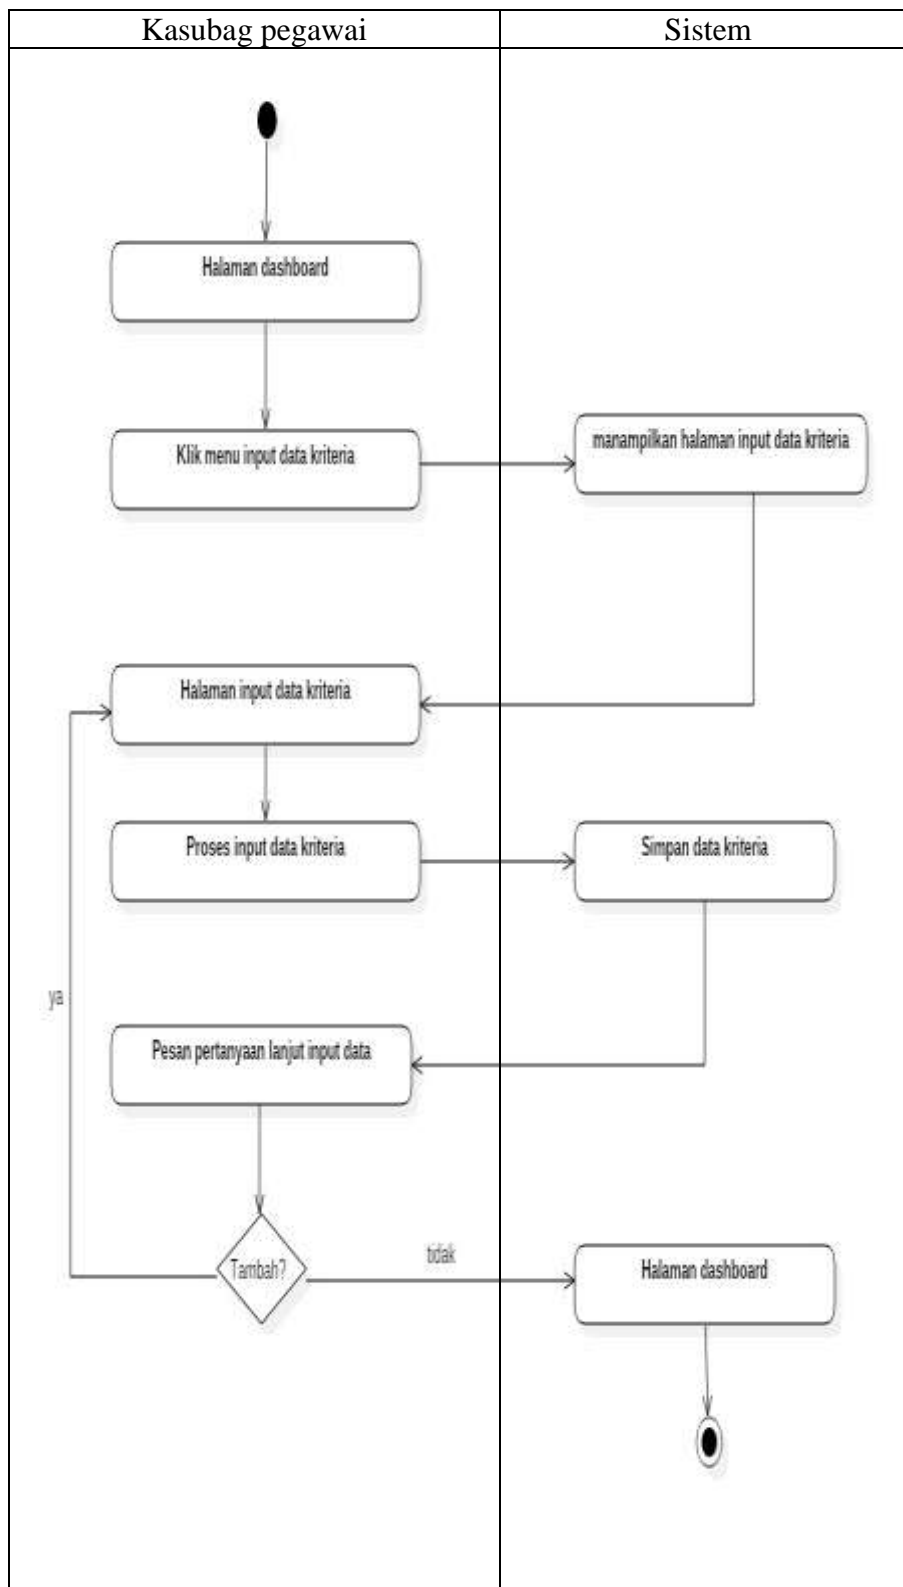 Kasubag pegawai
Sistem
Halaman dashboard
Klik menu input data kriteria
manampilkan halaman input data kriteria
Halaman input data kriteria
Proses input data kriteria
Simpan data kriteria
ya
Pesan pertanyaan lanjut input data
Tambah?
tidak
Halaman dashboard